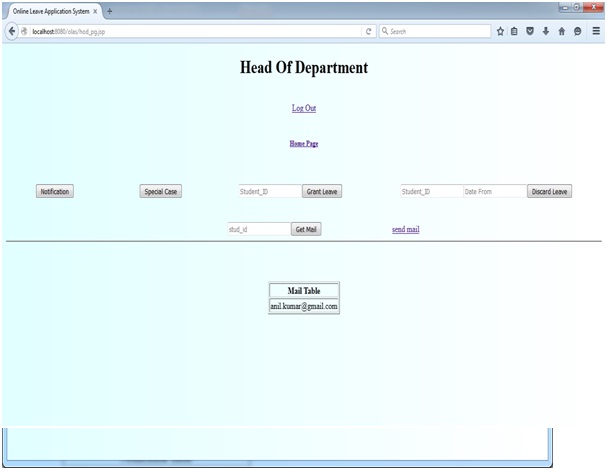 Online Leave Application System × +
localhost:8080/olas/hod_pg.jsp Search
Head Of Department
Log Out
Home Page
Notification Special Case Student_ID Grant Leave Student_ID Date From Discard Leave
stud_id Get Mail send mail
Mail Table
anil.kumar@gmail.com